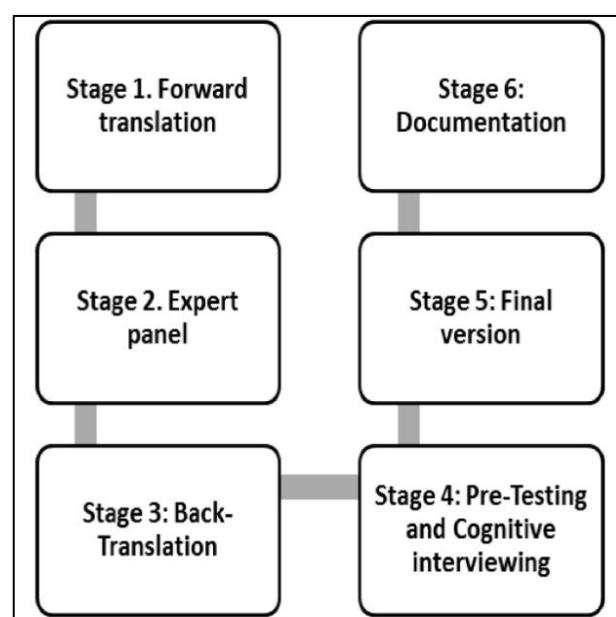 Stage 1. Forward
translation
Stage 2. Expert
panel
Stage 3: Back-
Translation
Stage 4: Pre-Testing
and Cognitive
interviewing
Stage 5: Final
version
Stage 6:
Documentation